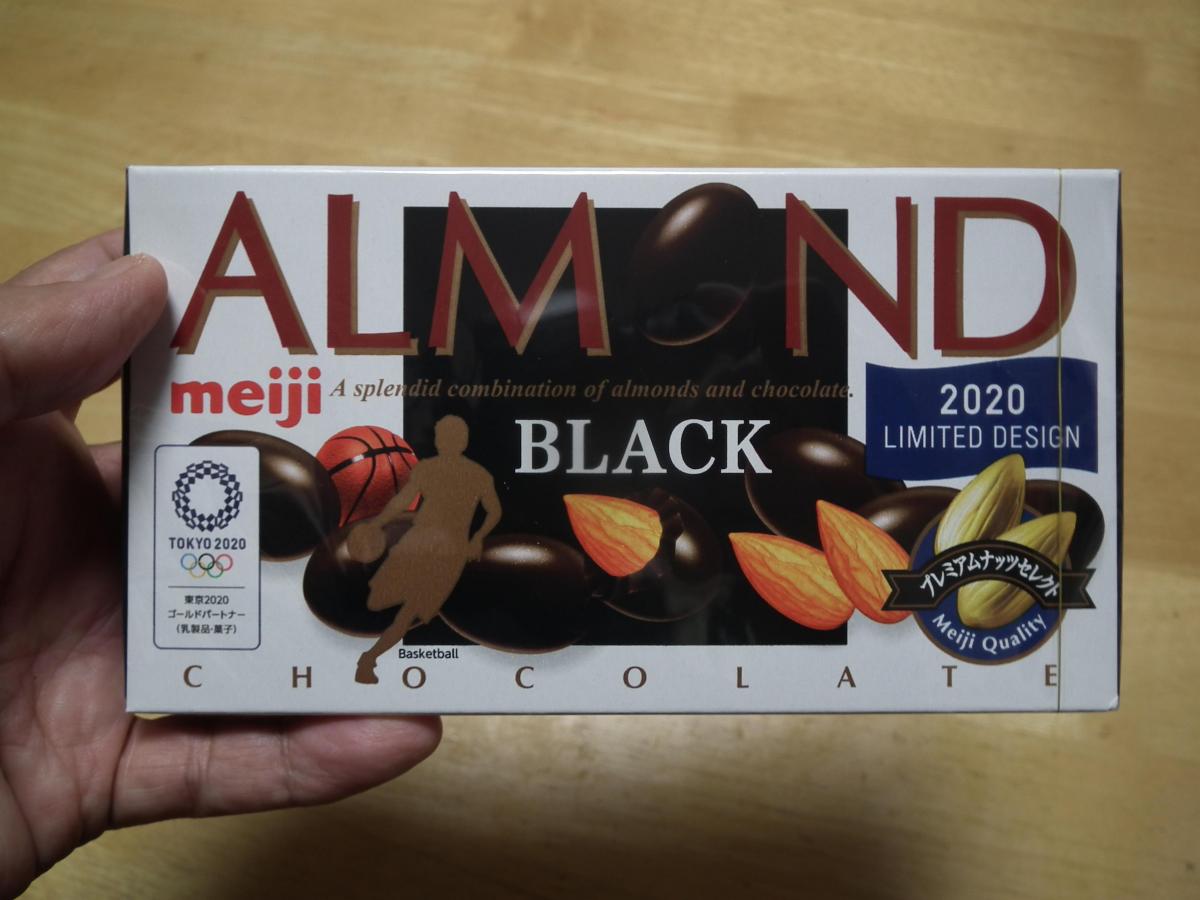 ALMOND
meiji
A splendid combination of almonds and chocolate.
BLACK
2020
LIMITED DESIGN
TOKYO 2020
東京2020
ゴールドパートナー
(乳製品・菓子)
Basketball
プレミアムナッツセレクト
Meiji Quality
CHOCOLATE